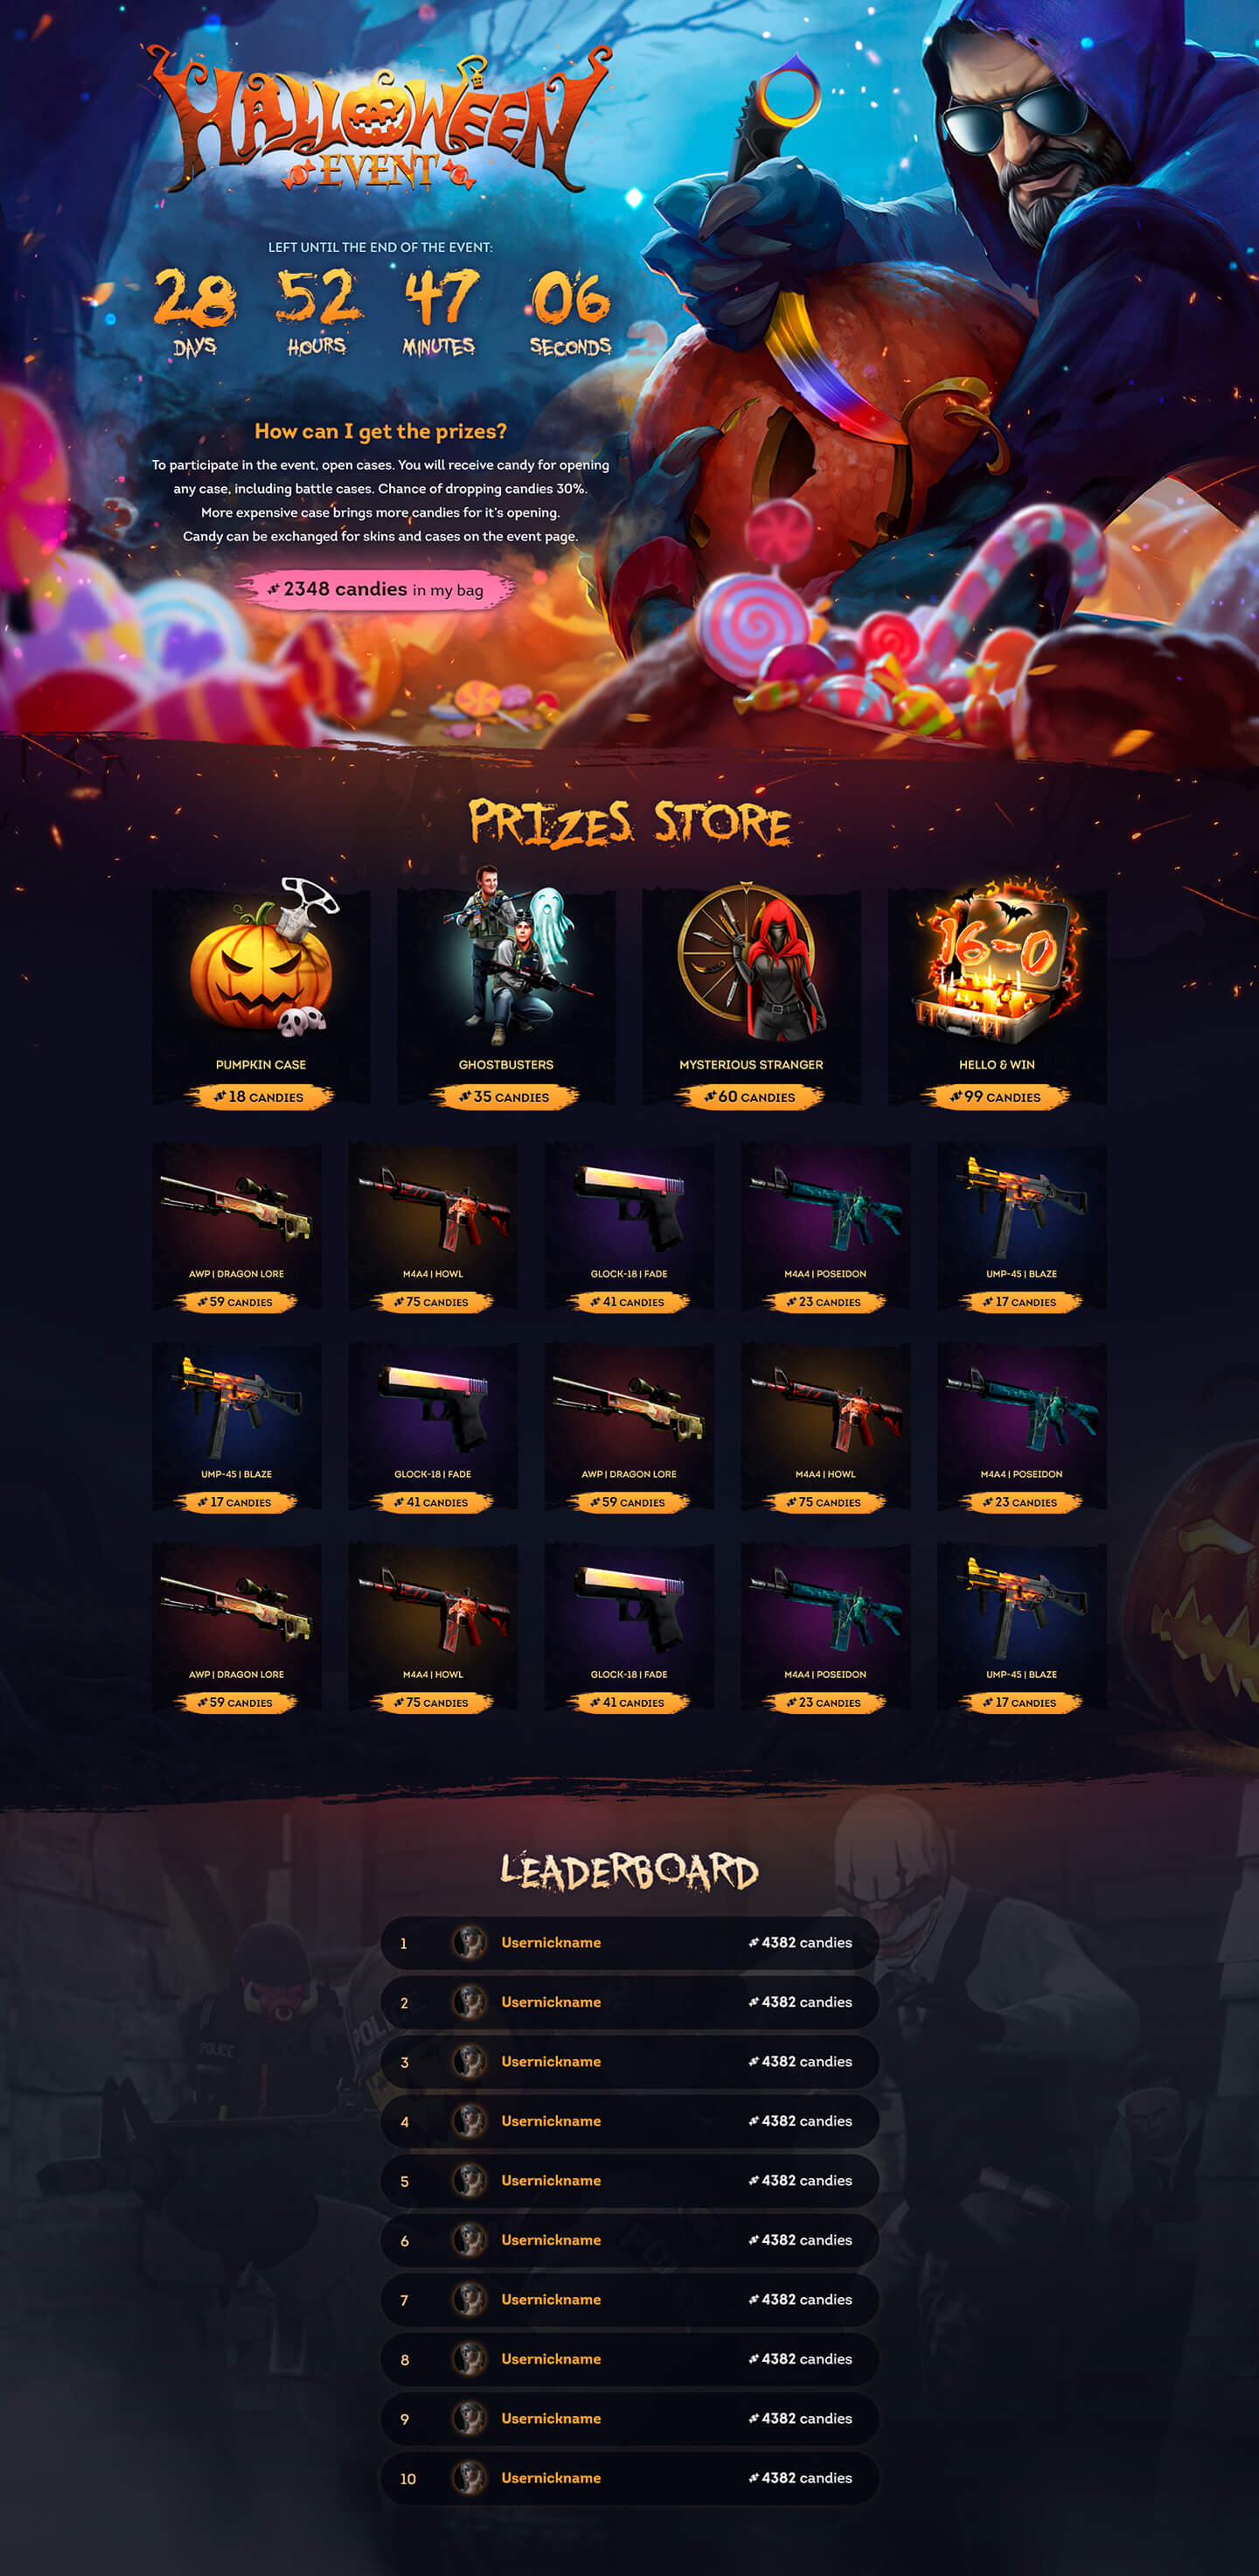 HALLOWEEN
EVENT
LEFT UNTIL THE END OF THE EVENT:
28 52 47 06
DAYS HOURS MINUTES SECONDS
How can I get the prizes?
To participate in the event, open cases. You will receive candy for opening
any case, including battle cases. Chance of dropping candies 30%.
More expensive case brings more candies for it's opening.
Candy can be exchanged for skins and cases on the event page.
2348 candies in my bag
PRIZES STORE
16-0
PUMPKIN CASE GHOSTBUSTERS MYSTERIOUS STRANGER HELLO & WIN
18 CANDIES 35 CANDIES 60 CANDIES 99 CANDIES
AWP | DRAGON LORE M4A4 | HOWL GLOCK-18 | FADE M4A4 | POSEIDON UMP-45 | BLAZE
59 CANDIES 75 CANDIES 41 CANDIES 23 CANDIES 17 CANDIES
UMP-45 | BLAZE GLOCK-18 | FADE AWP | DRAGON LORE M4A4 | HOWL M4A4 | POSEIDON
17 CANDIES 41 CANDIES 59 CANDIES 75 CANDIES 23 CANDIES
AWP | DRAGON LORE M4A4 | HOWL GLOCK-18 | FADE M4A4 | POSEIDON UMP-45 | BLAZE
59 CANDIES 75 CANDIES 41 CANDIES 23 CANDIES 17 CANDIES
LEADERBOARD
1 Usernickname 4382 candies
2 Usernickname 4382 candies
POLICE
3 Usernickname 4382 candies
4 Usernickname 4382 candies
5 Usernickname 4382 candies
6 Usernickname 4382 candies
7 Usernickname 4382 candies
8 Usernickname 4382 candies
9 Usernickname 4382 candies
10 Usernickname 4382 candies